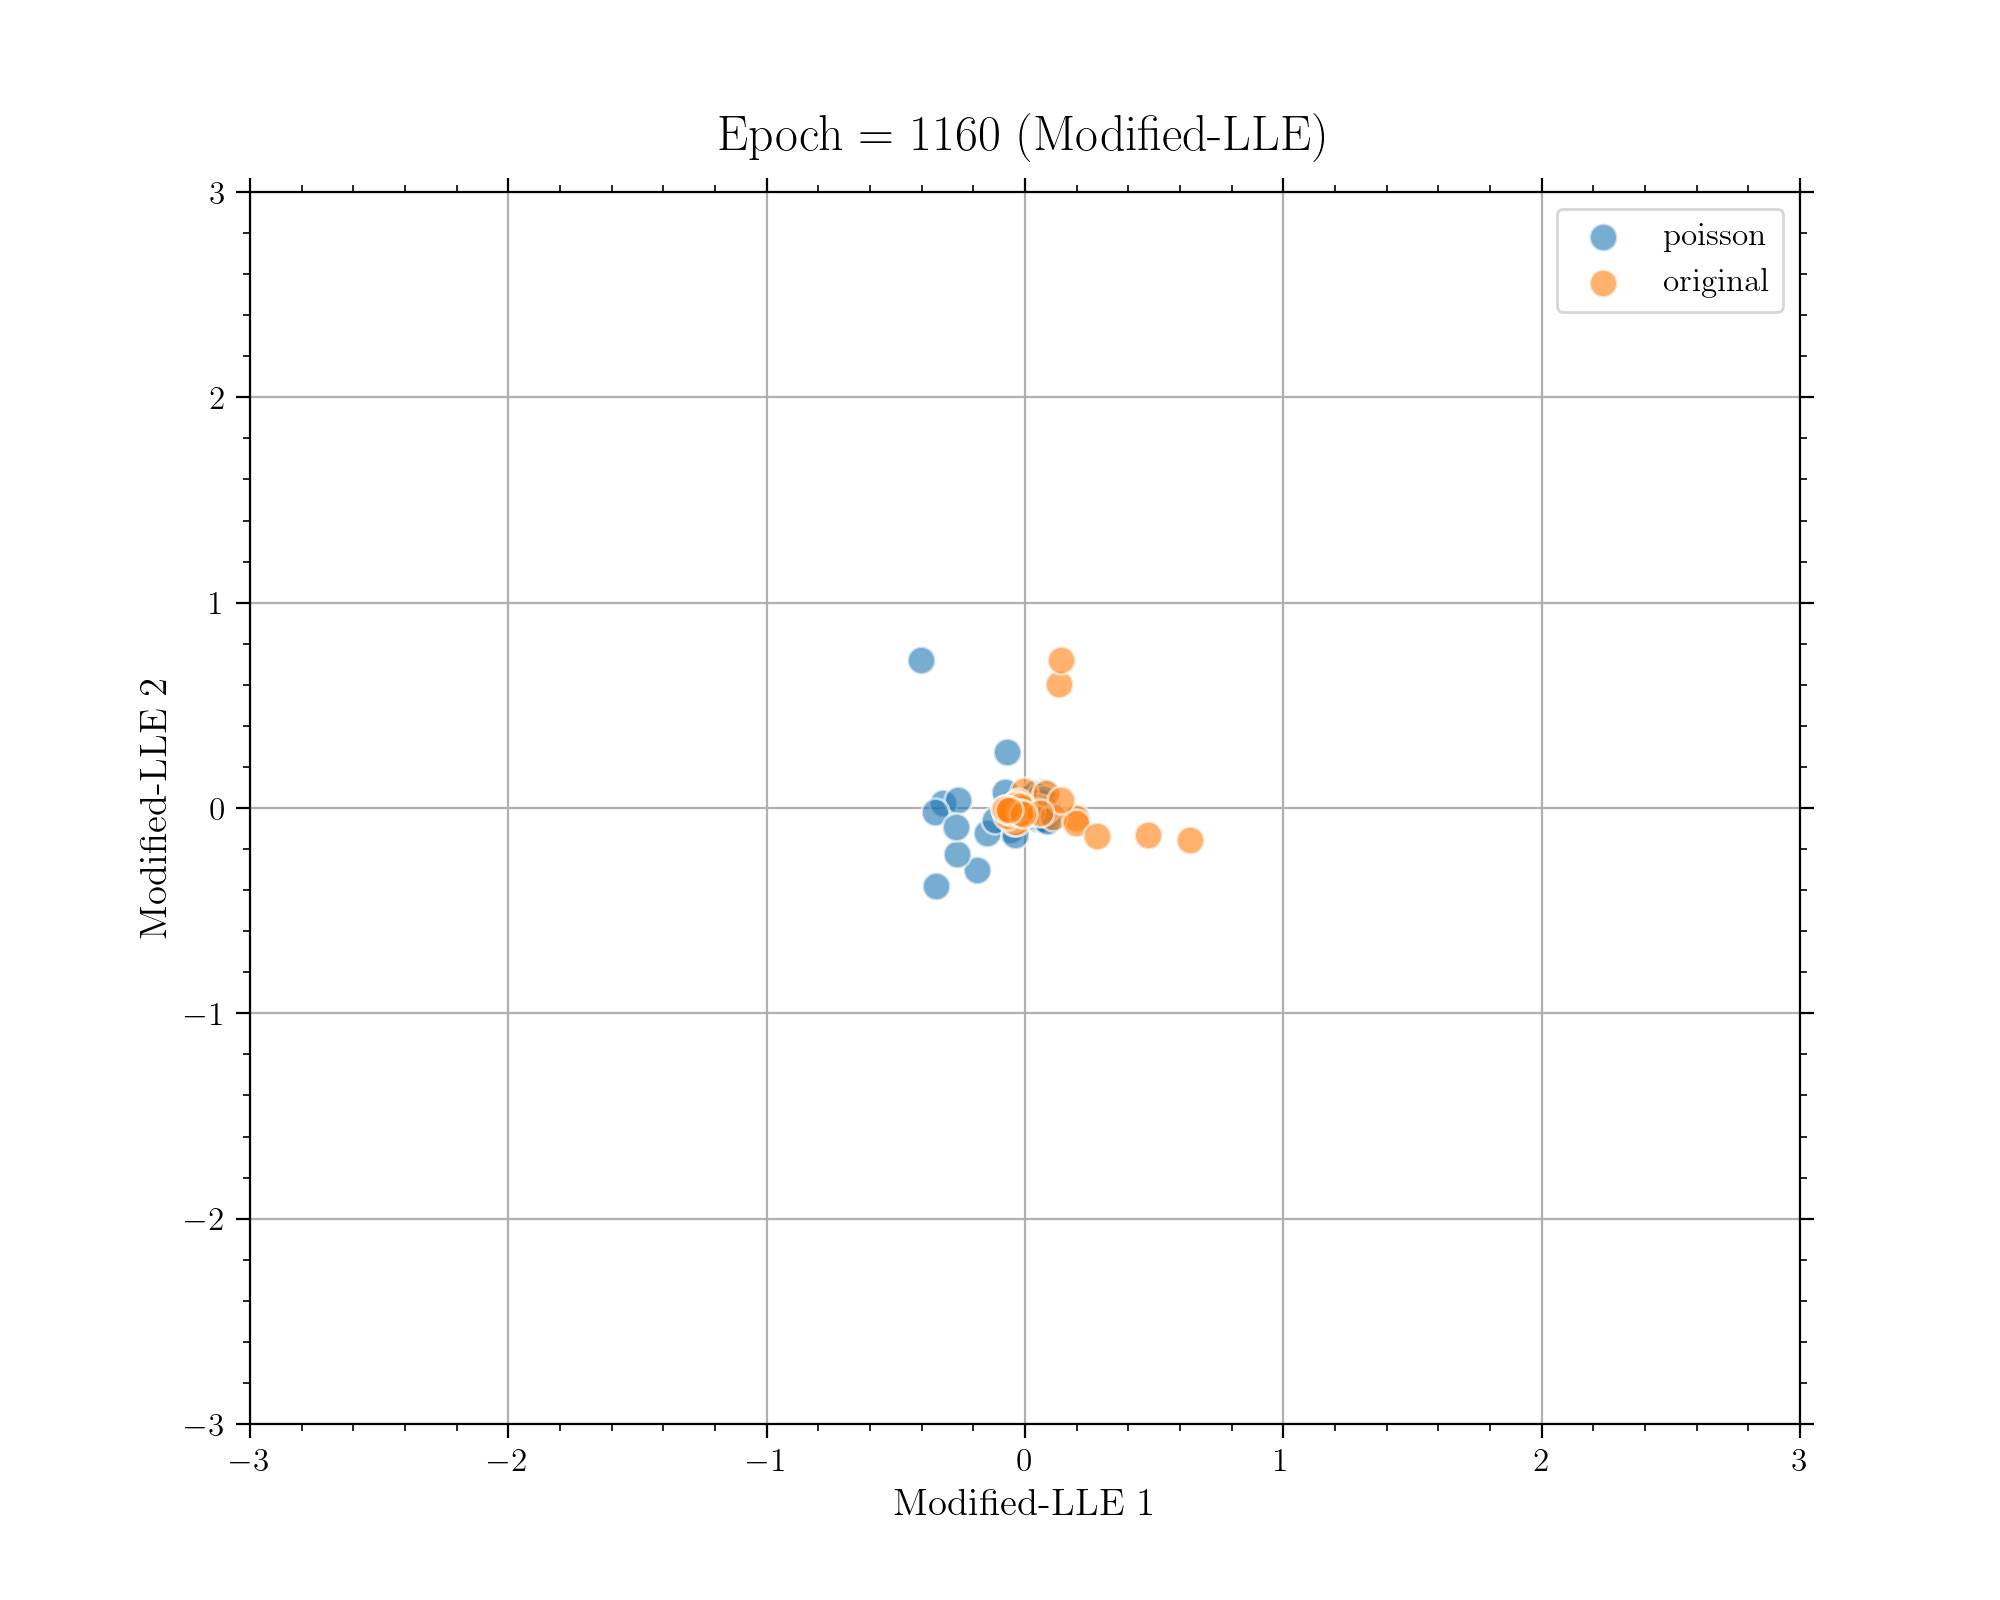 Epoch = 1160 (Modified-LLE)
poisson
original
3
2
1
0
−1
−2
−3
Modified-LLE 2
−3
−2
−1
0
1
2
3
Modified-LLE 1